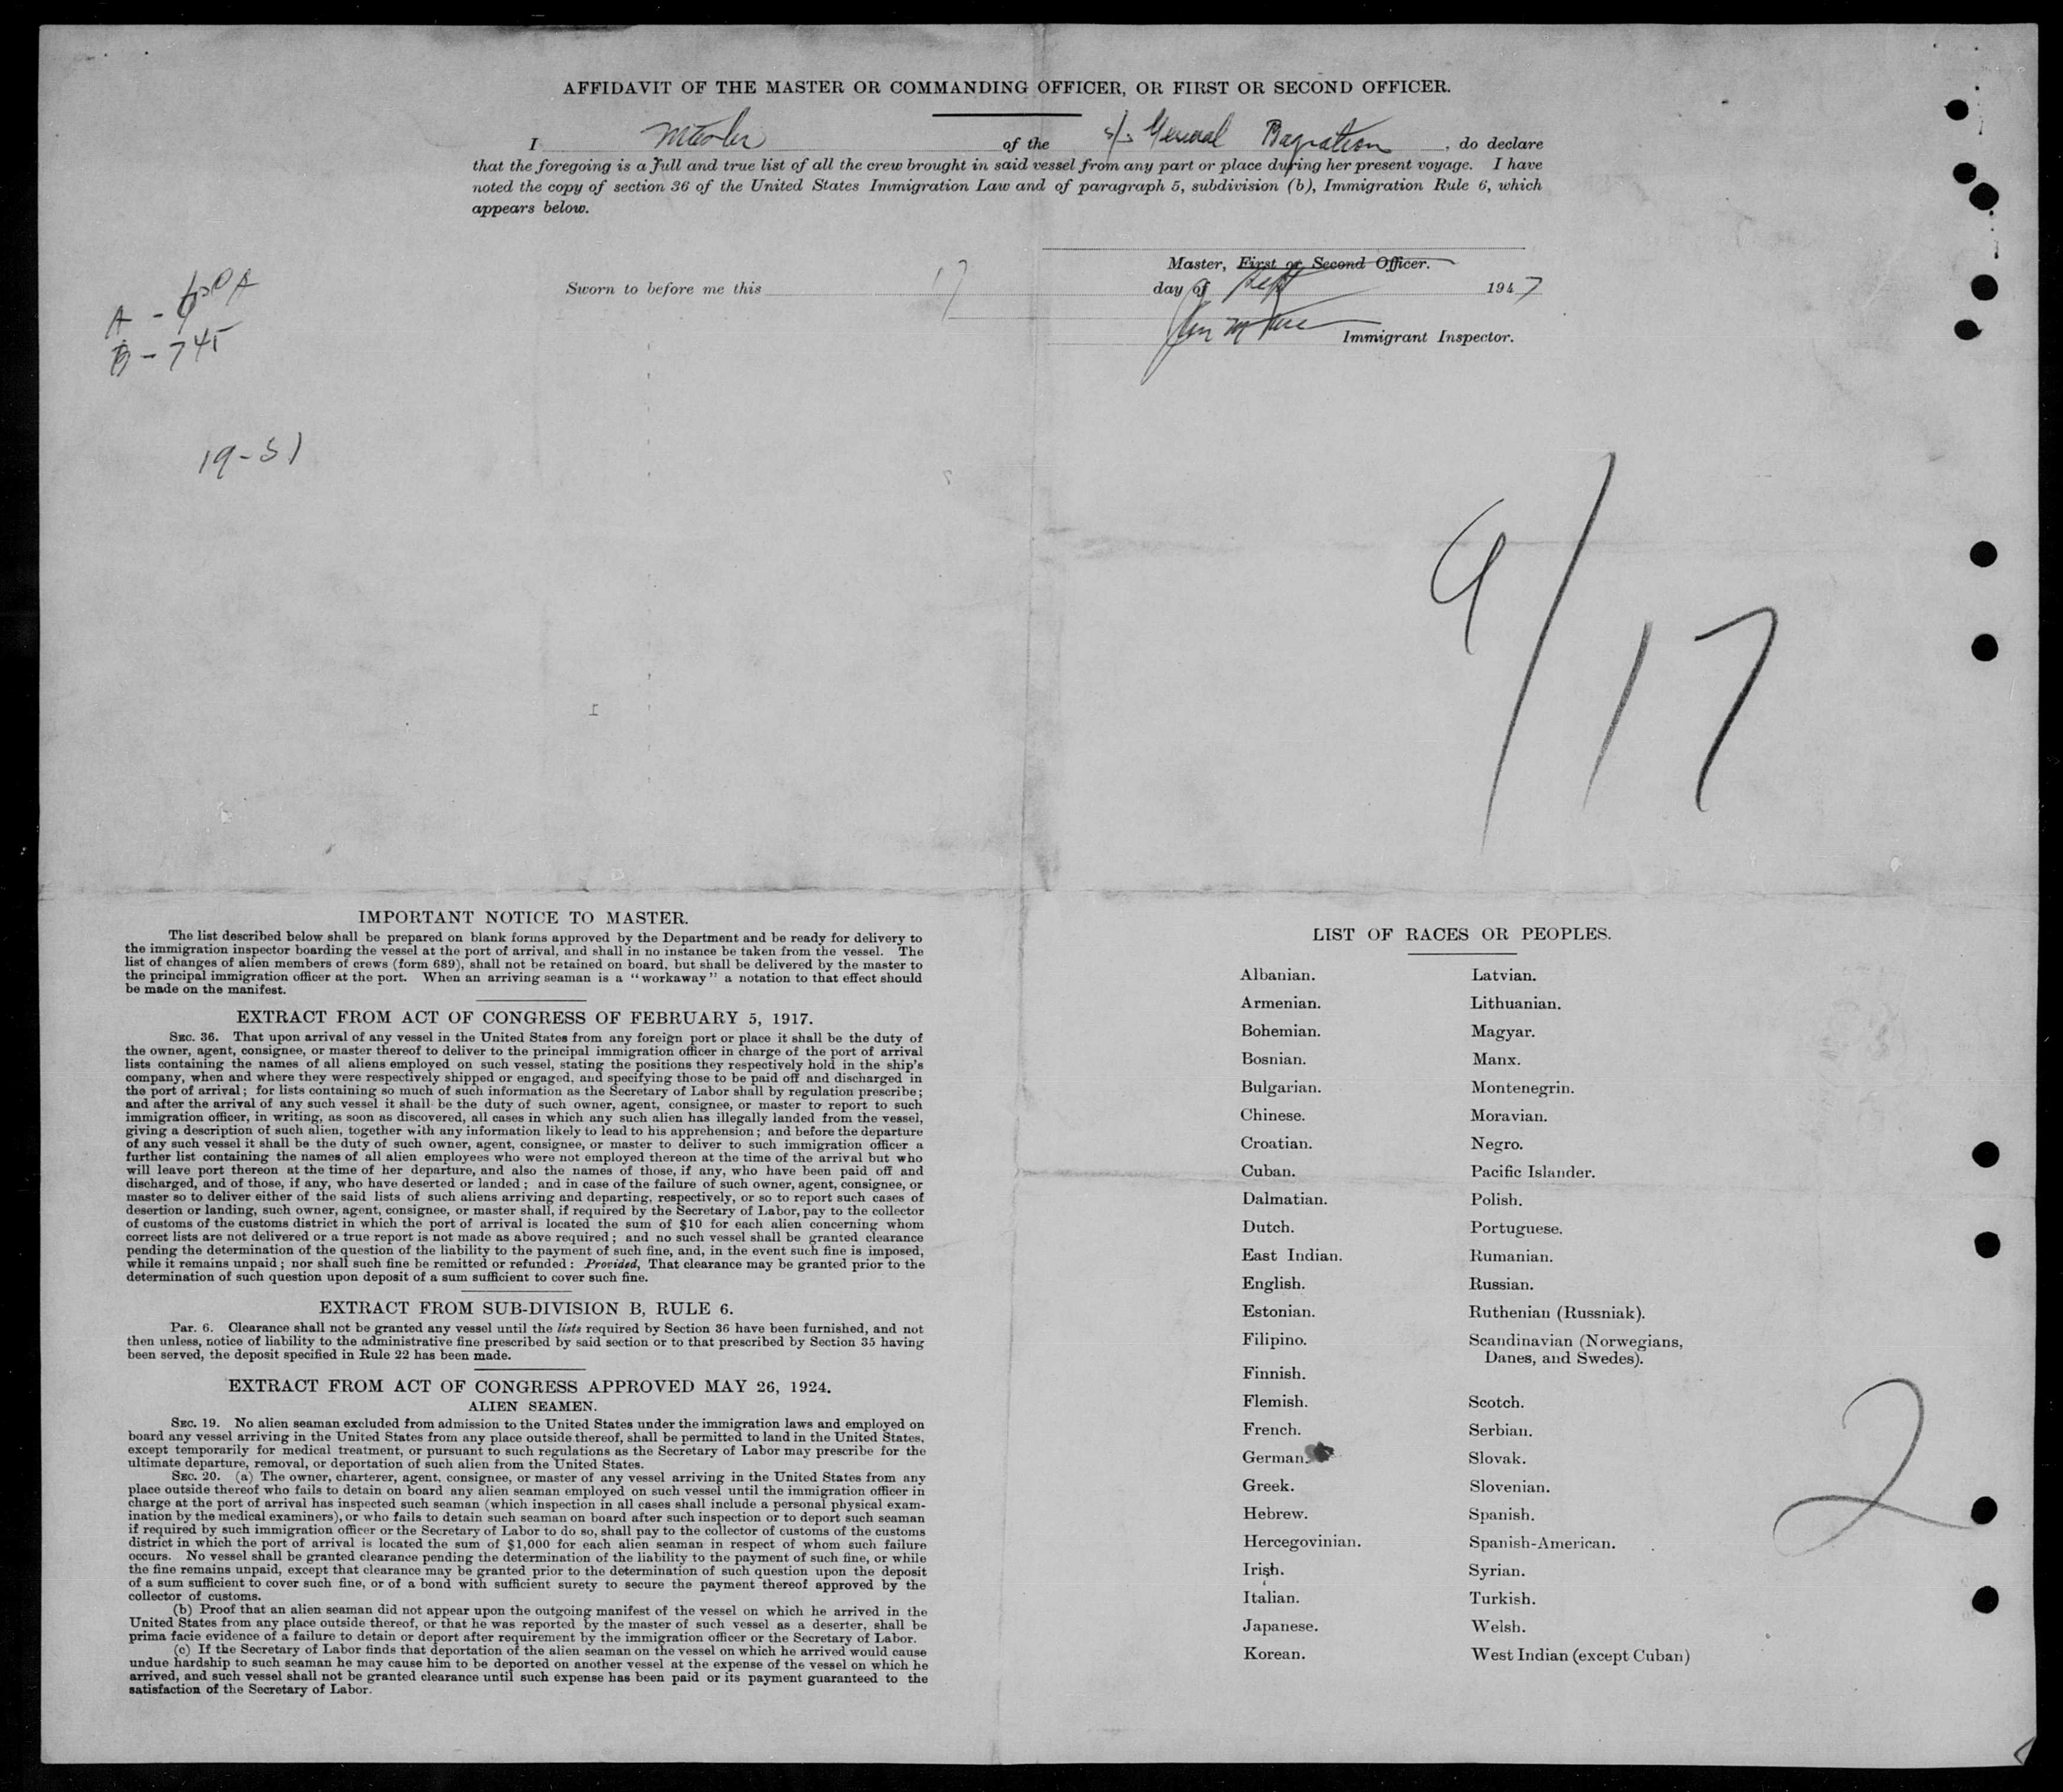 AFFIDAVIT OF THE MASTER OR COMMANDING OFFICER, OR FIRST OR SECOND OFFICER.
I Master of the s/s General Bagration, do declare
that the foregoing is a full and true list of all the crew brought in said vessel from any part or place during her present voyage. I have
noted the copy of section 36 of the United States Immigration Law and of paragraph 5, subdivision (b), Immigration Rule 6, which
appears below.
Master, First or Second Officer.
Sworn to before me this 17 day of Sept 1947
Immigrant Inspector.
A -
B - 745
19-51
9/17
IMPORTANT NOTICE TO MASTER.
The list described below shall be prepared on blank forms approved by the Department and be ready for delivery to
the immigration inspector boarding the vessel at the port of arrival, and shall in no instance be taken from the vessel. The
list of changes of alien members of crews (form 689), shall not be retained on board, but shall be delivered by the master to
the principal immigration officer at the port. When an arriving seaman is a "workaway" a notation to that effect should
be made on the manifest.
EXTRACT FROM ACT OF CONGRESS OF FEBRUARY 5, 1917.
SEC. 36. That upon arrival of any vessel in the United States from any foreign port or place it shall be the duty of
the owner, agent, consignee, or master thereof to deliver to the principal immigration officer in charge of the port of arrival
lists containing the names of all aliens employed on such vessel, stating the positions they respectively hold in the ship's
company, when and where they were respectively shipped or engaged, and specifying those to be paid off and discharged in
the port of arrival; for lists containing so much of such information as the Secretary of Labor shall by regulation prescribe;
and after the arrival of any such vessel it shall be the duty of such owner, agent, consignee, or master to report to such
immigration officer, in writing, as soon as discovered, all cases in which any such alien has illegally landed from the vessel,
giving a description of such alien, together with any information likely to lead to his apprehension; and before the departure
of any such vessel it shall be the duty of such owner, agent, consignee, or master to deliver to such immigration officer a
further list containing the names of all alien employees who were not employed thereon at the time of the arrival but who
will leave port thereon at the time of her departure, and also the names of those, if any, who have been paid off and
discharged, and of those, if any, who have deserted or landed; and in case of the failure of such owner, agent, consignee, or
master so to deliver either of the said lists of such aliens arriving and departing, respectively, or so to report such cases of
desertion or landing, such owner, agent, consignee, or master shall, if required by the Secretary of Labor, pay to the collector
of customs of the customs district in which the port of arrival is located the sum of $10 for each alien concerning whom
correct lists are not delivered or a true report is not made as above required; and no such vessel shall be granted clearance
pending the determination of the question of the liability to the payment of such fine, and, in the event such fine is imposed,
while it remains unpaid; nor shall such fine be remitted or refunded: Provided, That clearance may be granted prior to the
determination of such question upon deposit of a sum sufficient to cover such fine.
EXTRACT FROM SUB-DIVISION B, RULE 6.
Par. 6. Clearance shall not be granted any vessel until the lists required by Section 36 have been furnished, and not
then unless, notice of liability to the administrative fine prescribed by said section or to that prescribed by Section 35 having
been served, the deposit specified in Rule 22 has been made.
EXTRACT FROM ACT OF CONGRESS APPROVED MAY 26, 1924.
ALIEN SEAMEN.
SEC. 19. No alien seaman excluded from admission to the United States under the immigration laws and employed on
board any vessel arriving in the United States from any place outside thereof, shall be permitted to land in the United States,
except temporarily for medical treatment, or pursuant to such regulations as the Secretary of Labor may prescribe for the
ultimate departure, removal, or deportation of such alien from the United States.
SEC. 20. (a) The owner, charterer, agent, consignee, or master of any vessel arriving in the United States from any
place outside thereof who fails to detain on board any alien seaman employed on such vessel until the immigration officer in
charge at the port of arrival has inspected such seaman (which inspection in all cases shall include a personal physical exam-
ination by the medical examiners), or who fails to detain such seaman on board after such inspection or to deport such seaman
if required by such immigration officer or the Secretary of Labor to do so, shall pay to the collector of customs of the customs
district in which the port of arrival is located the sum of $1,000 for each alien seaman in respect of whom such failure
occurs. No vessel shall be granted clearance pending the determination of the liability to the payment of such fine, or while
the fine remains unpaid, except that clearance may be granted prior to the determination of such question upon the deposit
of a sum sufficient to cover such fine, or of a bond with sufficient surety to secure the payment thereof approved by the
collector of customs.
(b) Proof that an alien seaman did not appear upon the outgoing manifest of the vessel on which he arrived in the
United States from any place outside thereof, or that he was reported by the master of such vessel as a deserter, shall be
prima facie evidence of a failure to detain or deport after requirement by the immigration officer or the Secretary of Labor.
(c) If the Secretary of Labor finds that deportation of the alien seaman on the vessel on which he arrived would cause
undue hardship to such seaman he may cause him to be deported on another vessel at the expense of the vessel on which he
arrived, and such vessel shall not be granted clearance until such expense has been paid or its payment guaranteed to the
satisfaction of the Secretary of Labor.
LIST OF RACES OR PEOPLES.
Albanian.
Armenian.
Bohemian.
Bosnian.
Bulgarian.
Chinese.
Croatian.
Cuban.
Dalmatian.
Dutch.
East Indian.
English.
Estonian.
Filipino.
Finnish.
Flemish.
French.
German.
Greek.
Hebrew.
Hercegovinian.
Irish.
Italian.
Japanese.
Korean.
Latvian.
Lithuanian.
Magyar.
Manx.
Montenegrin.
Moravian.
Negro.
Pacific Islander.
Polish.
Portuguese.
Rumanian.
Russian.
Ruthenian (Russniak).
Scandinavian (Norwegians,
Danes, and Swedes).
Scotch.
Serbian.
Slovak.
Slovenian.
Spanish.
Spanish-American.
Syrian.
Turkish.
Welsh.
West Indian (except Cuban)
2